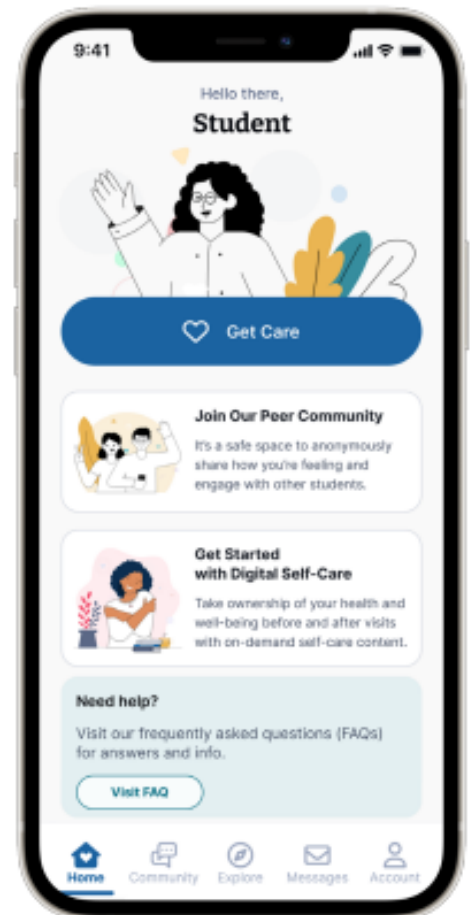 9:41
Hello there,
Student
Get Care
Join Our Peer Community
It's a safe space to anonymously
share how you're feeling and
engage with other students.
Get Started
with Digital Self-Care
Take ownership of your health and
well-being before and after visits
with on-demand self-care content.
Need help?
Visit our frequently asked questions (FAQs)
for answers and info.
Visit FAQ
Home Community Explore Messages Account